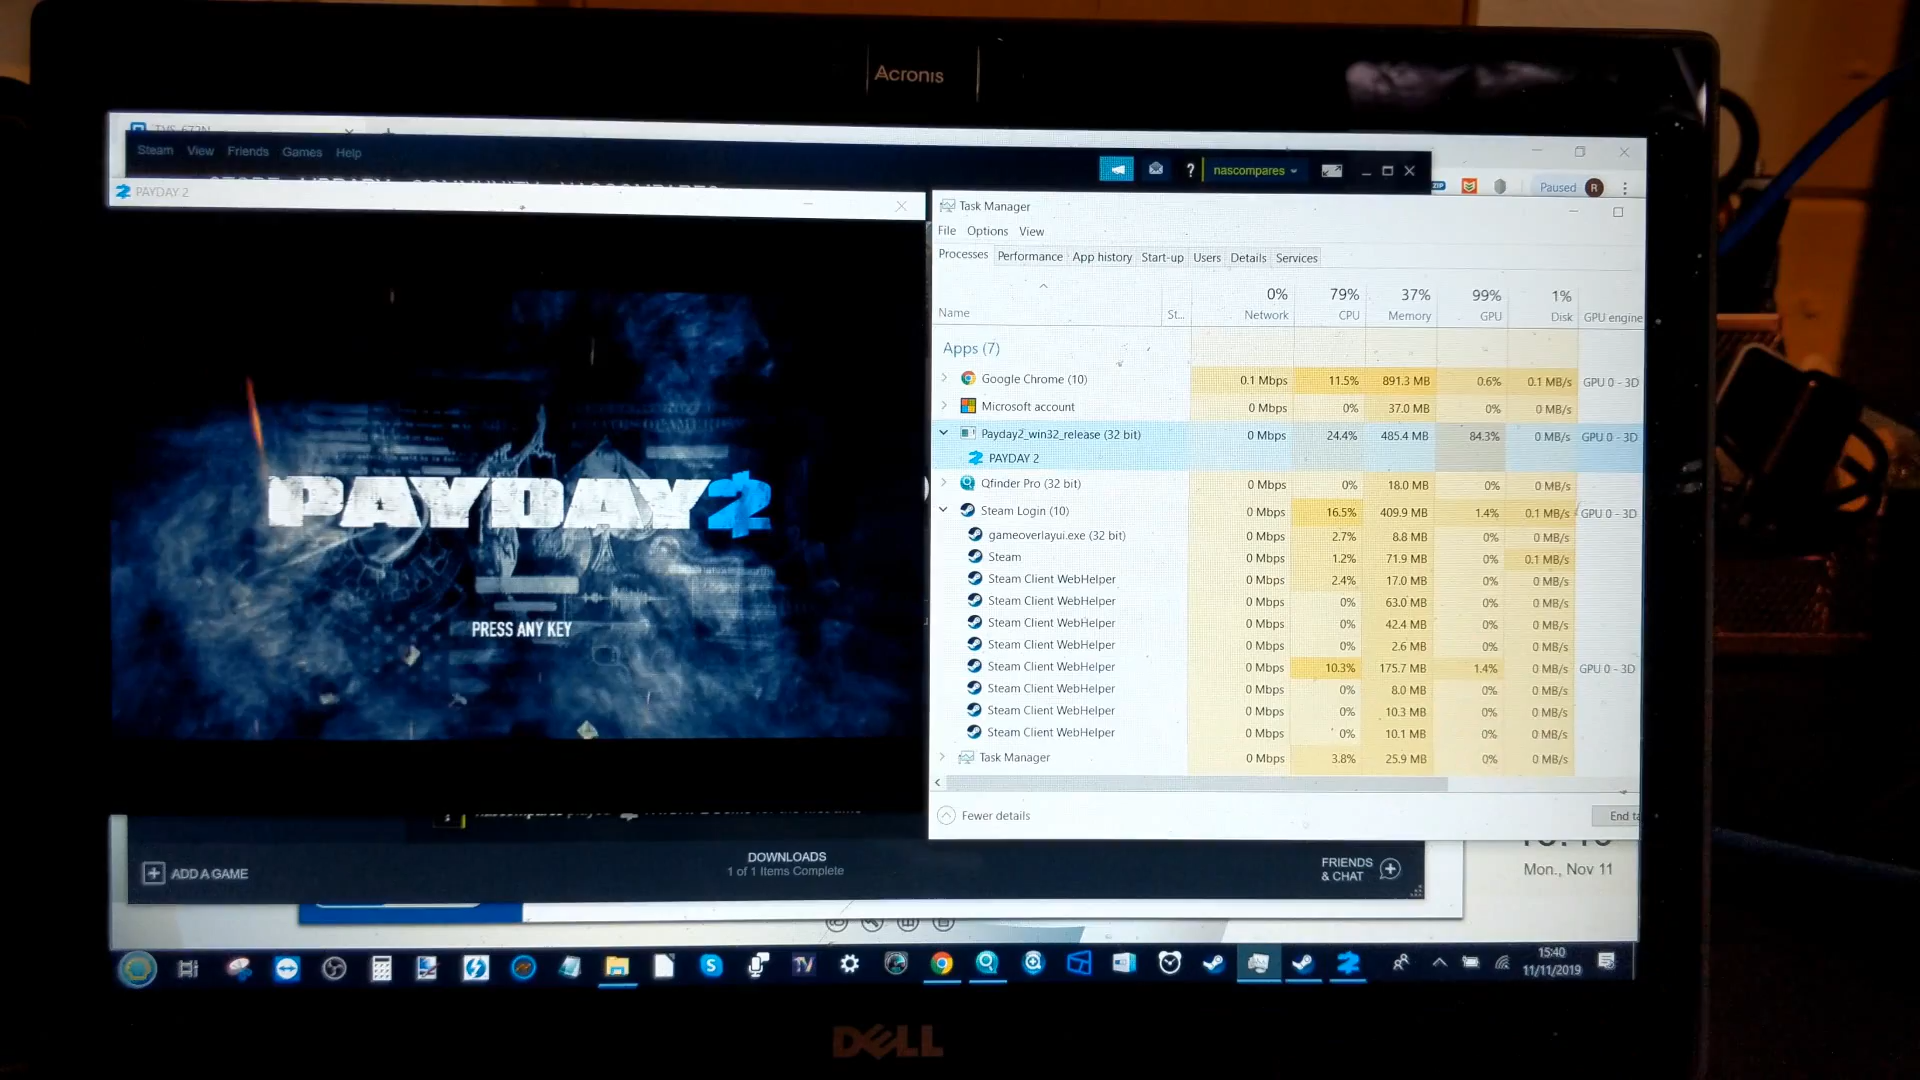 Acronis
Steam View Friends Games Help
nascompares
Paused R
PAYDAY 2
Task Manager
File Options View
Processes Performance App history Start-up Users Details Services
0% 79% 37% 99% 1%
Name St... Network CPU Memory GPU Disk GPU engine
Apps (7)
Google Chrome (10) 0.1 Mbps 11.5% 891.3 MB 0.6% 0.1 MB/s GPU 0 - 3D
Microsoft account 0 Mbps 0% 37.0 MB 0% 0 MB/s
Payday2_win32_release (32 bit) 0 Mbps 24.4% 485.4 MB 84.3% 0 MB/s GPU 0 - 3D
PAYDAY 2
Qfinder Pro (32 bit) 0 Mbps 0% 18.0 MB 0% 0 MB/s
Steam Login (10) 0 Mbps 16.5% 409.9 MB 1.4% 0.1 MB/s GPU 0 - 3D
gameoverlayui.exe (32 bit) 0 Mbps 2.7% 8.8 MB 0% 0 MB/s
Steam 0 Mbps 1.2% 71.9 MB 0% 0.1 MB/s
Steam Client WebHelper 0 Mbps 2.4% 17.0 MB 0% 0 MB/s
Steam Client WebHelper 0 Mbps 0% 63.0 MB 0% 0 MB/s
Steam Client WebHelper 0 Mbps 0% 42.4 MB 0% 0 MB/s
Steam Client WebHelper 0 Mbps 0% 2.6 MB 0% 0 MB/s
Steam Client WebHelper 0 Mbps 10.3% 175.7 MB 1.4% 0 MB/s GPU 0 - 3D
Steam Client WebHelper 0 Mbps 0% 8.0 MB 0% 0 MB/s
Steam Client WebHelper 0 Mbps 0% 10.3 MB 0% 0 MB/s
Steam Client WebHelper 0 Mbps 0% 10.1 MB 0% 0 MB/s
Task Manager 0 Mbps 3.8% 25.9 MB 0% 0 MB/s
Fewer details
End ta
PAYDAY 2
PRESS ANY KEY
ADD A GAME
DOWNLOADS
1 of 1 Items Complete
FRIENDS
& CHAT
Mon., Nov 11
15:40
11/11/2019
DELL